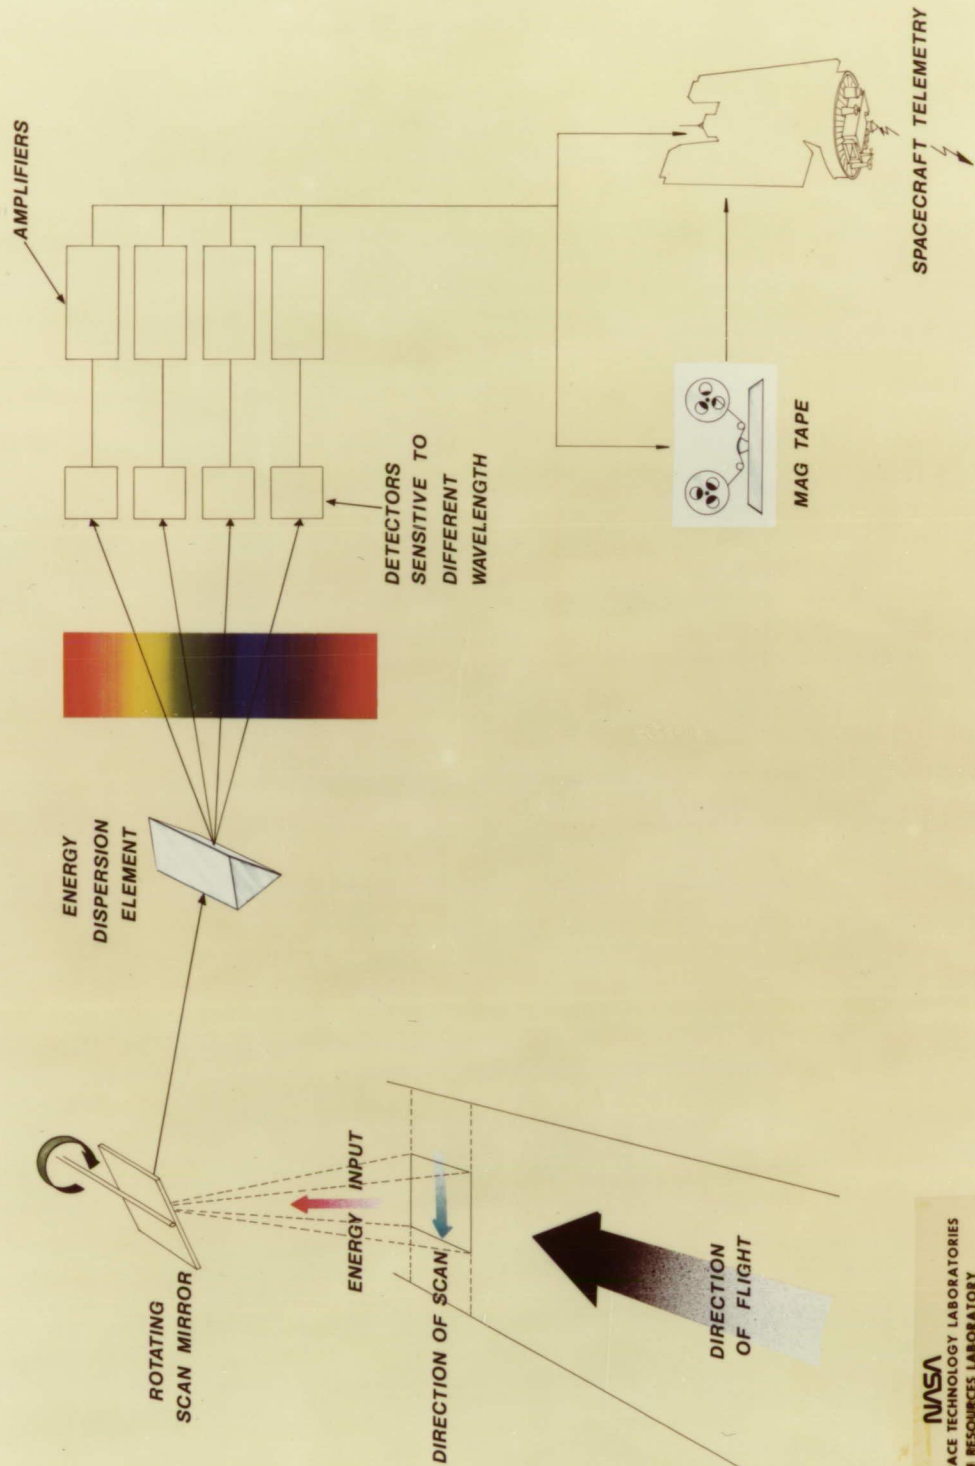 ROTATING
SCAN MIRROR
ENERGY
DISPERSION
ELEMENT
AMPLIFIERS
ENERGY INPUT
DIRECTION OF SCAN
DETECTORS
SENSITIVE TO
DIFFERENT
WAVELENGTH
DIRECTION
OF FLIGHT
MAG TAPE
SPACECRAFT TELEMETRY
NASA
TECHNOLOGY LABORATORIES
RESOURCES LABORATORY